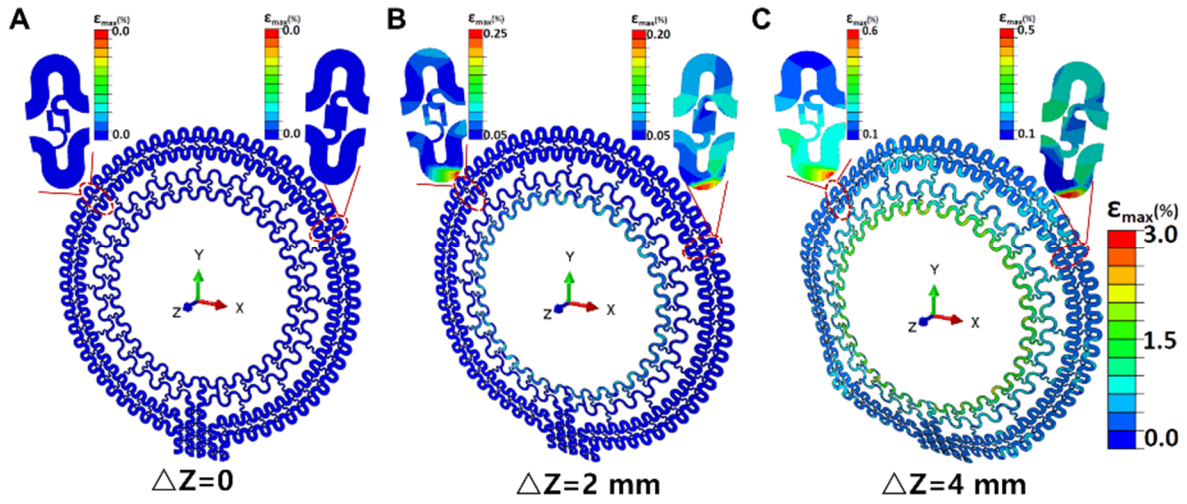 A
εmax(%)
0.0
0.0
εmax(%)
0.0
0.0
Y
X
Z
△Z=0
B
εmax(%)
0.25
0.05
εmax(%)
0.20
0.05
Y
X
Z
△Z=2 mm
C
εmax(%)
0.6
0.1
εmax(%)
0.5
0.1
Y
X
Z
△Z=4 mm
εmax(%)
3.0
1.5
0.0